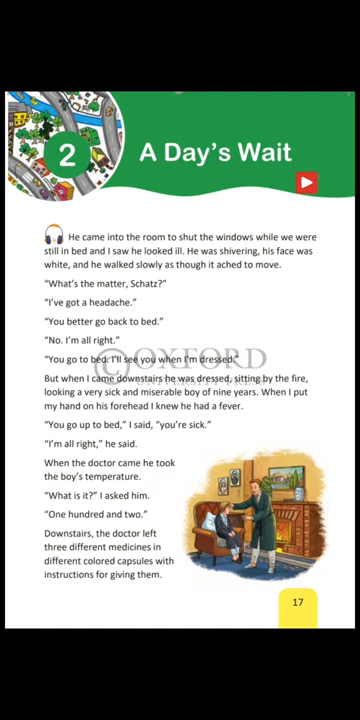 2
A Day's Wait
He came into the room to shut the windows while we were
still in bed and I saw he looked ill. He was shivering, his face was
white, and he walked slowly as though it ached to move.
"What's the matter, Schatz?"
"I've got a headache."
"You better go back to bed."
"No. I'm all right."
"You go to bed. I'll see you when I'm dressed."
© OXFORD
UNIVERSITY PRESS
But when I came downstairs he was dressed, sitting by the fire,
looking a very sick and miserable boy of nine years. When I put
my hand on his forehead I knew he had a fever.
"You go up to bed," I said, "you're sick."
"I'm all right," he said.
When the doctor came he took
the boy's temperature.
"What is it?" I asked him.
"One hundred and two."
Downstairs, the doctor left
three different medicines in
different colored capsules with
instructions for giving them.
17